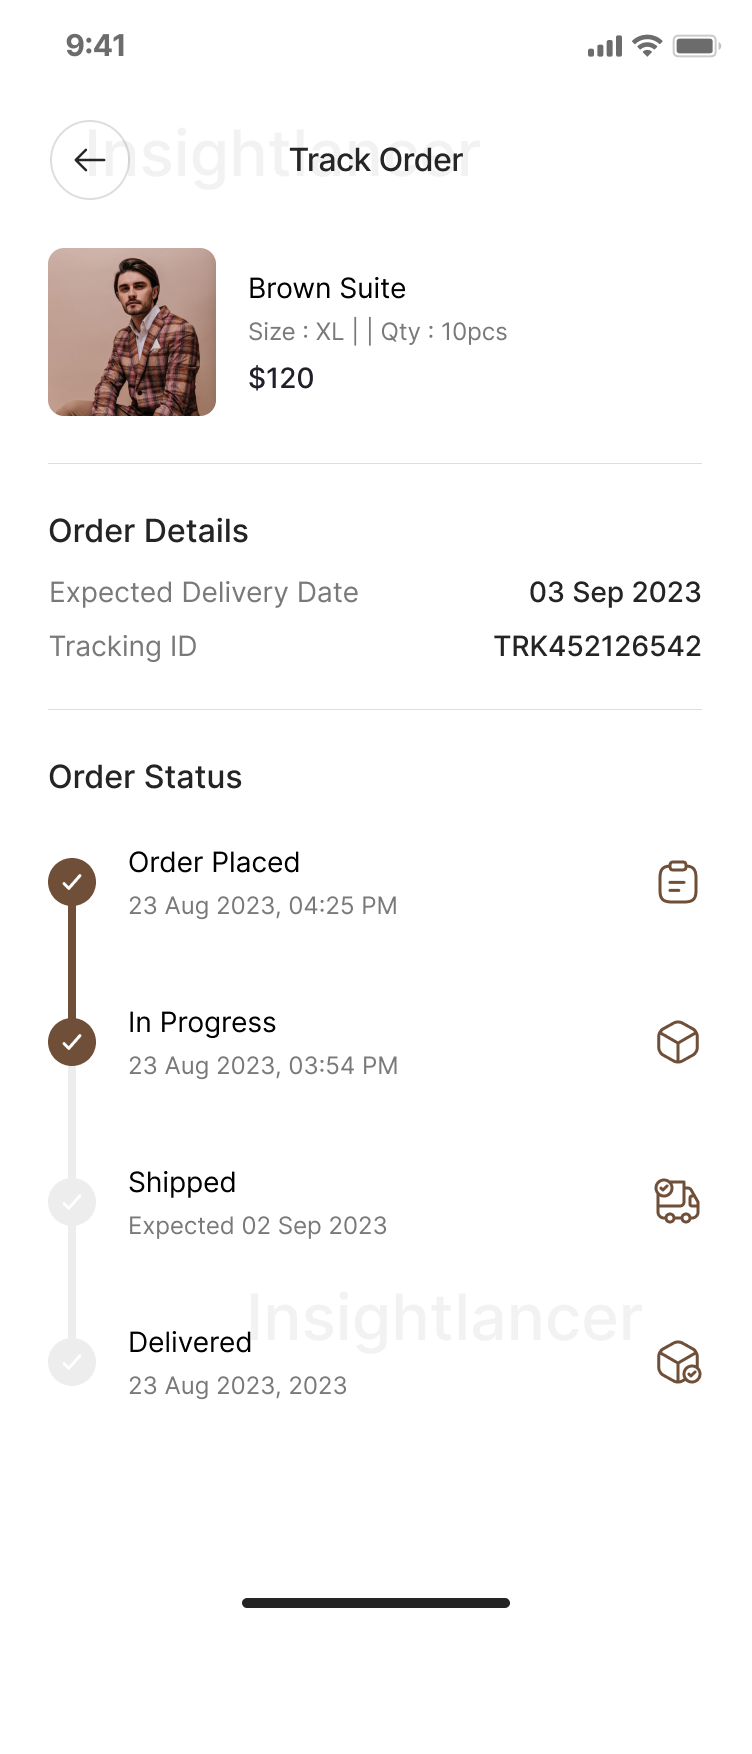 9:41
Insightlancer
Track Order
Brown Suite
Size : XL | | Qty : 10pcs
$120
Order Details
Expected Delivery Date 03 Sep 2023
Tracking ID TRK452126542
Order Status
Order Placed
23 Aug 2023, 04:25 PM
In Progress
23 Aug 2023, 03:54 PM
Shipped
Expected 02 Sep 2023
Insightlancer
Delivered
23 Aug 2023, 2023